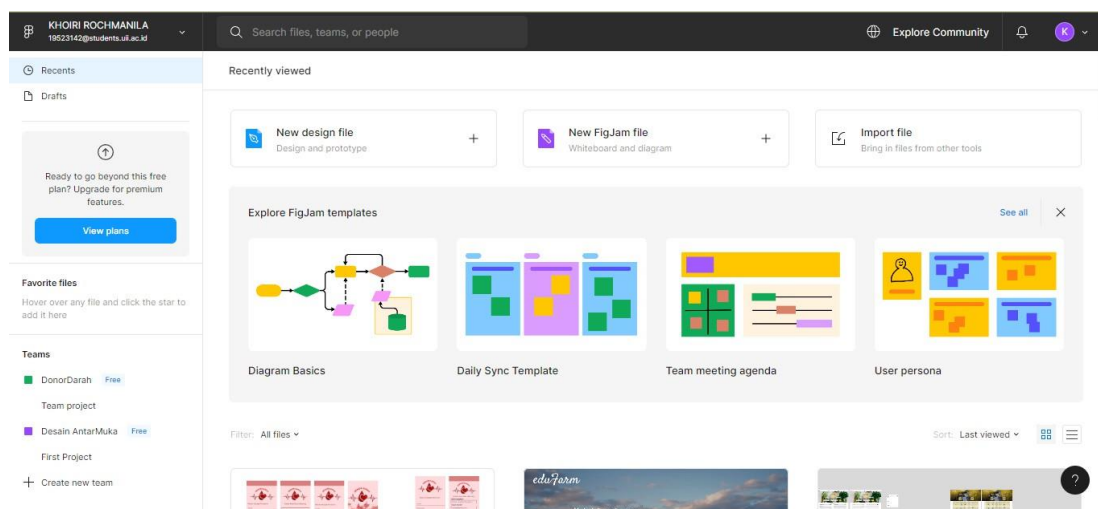 KHOIRI ROCHMANILA
19523142@students.uii.ac.id
Search files, teams, or people
Explore Community
K
Recents
Drafts
Ready to go beyond this free
plan? Upgrade for premium
features.
View plans
Favorite files
Hover over any file and click the star to
add it here
Teams
DonorDarah Free
Team project
Desain AntarMuka Free
First Project
Create new team
Recently viewed
New design file
Design and prototype
New FigJam file
Whiteboard and diagram
Import file
Bring in files from other tools
Explore FigJam templates
See all
Diagram Basics
Daily Sync Template
Team meeting agenda
User persona
Filter: All files
Sort: Last viewed
eduFarm
?